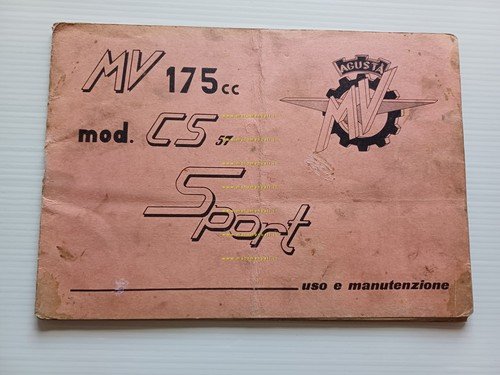 MV 175cc
AGUSTA
MV
mod. CS 57
Sport
uso e manutenzione